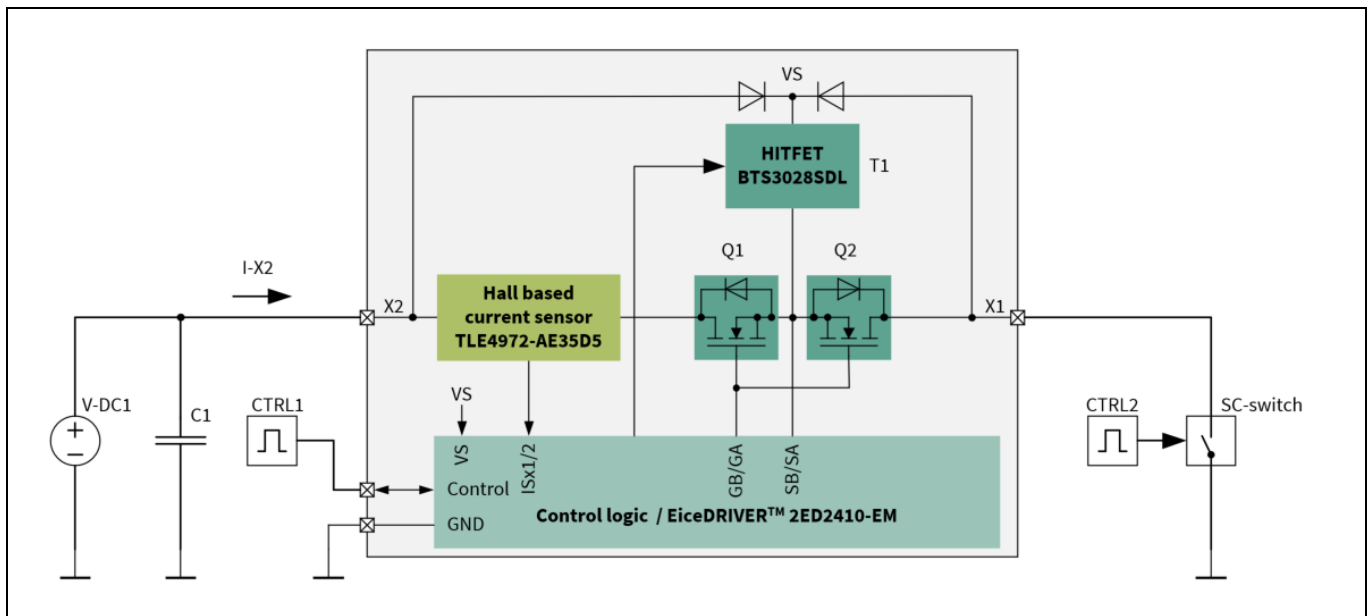 VS
HITFET
BTS3028SDL
T1
Q1
Q2
I-X2
X2
Hall based
current sensor
TLE4972-AE35D5
X1
V-DC1
C1
CTRL1
VS
CTRL2
SC-switch
VS
ISx1/2
GB/GA
SB/SA
Control
GND
Control logic / EiceDRIVER™ 2ED2410-EM